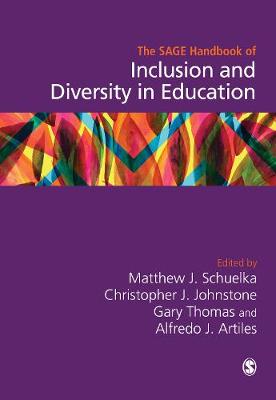 The SAGE Handbook of
Inclusion and
Diversity in Education
Edited by
Matthew J. Schuelka
Christopher J. Johnstone
Gary Thomas and
Alfredo J. Artiles
SAGE